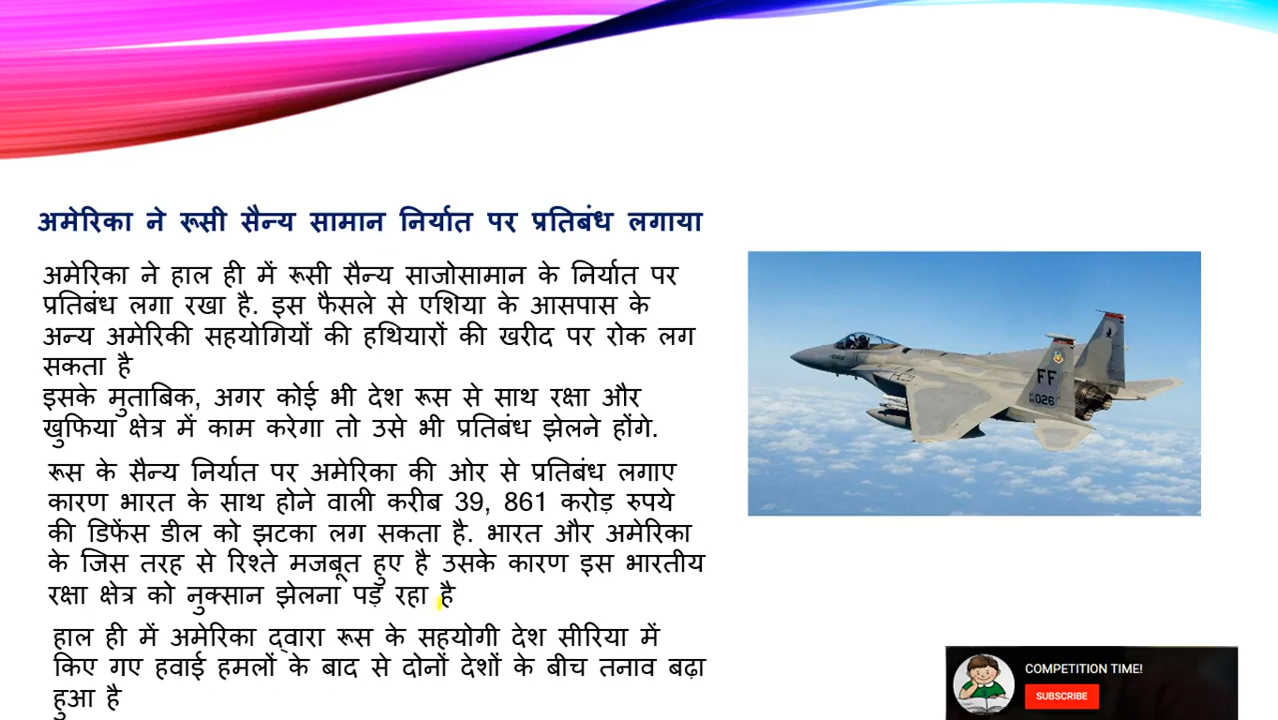 अमेरिका ने रूसी सैन्य सामान निर्यात पर प्रतिबंध लगाया
अमेरिका ने हाल ही में रूसी सैन्य साजोसामान के निर्यात पर
प्रतिबंध लगा रखा है. इस फैसले से एशिया के आसपास के
अन्य अमेरिकी सहयोगियों की हथियारों की खरीद पर रोक लग
सकता है
इसके मुताबिक, अगर कोई भी देश रूस से साथ रक्षा और
खुफिया क्षेत्र में काम करेगा तो उसे भी प्रतिबंध झेलने होंगे.
रूस के सैन्य निर्यात पर अमेरिका की ओर से प्रतिबंध लगाए
कारण भारत के साथ होने वाली करीब 39, 861 करोड़ रुपये
की डिफेंस डील को झटका लग सकता है. भारत और अमेरिका
के जिस तरह से रिश्ते मजबूत हुए है उसके कारण इस भारतीय
रक्षा क्षेत्र को नुक्सान झेलना पड़ रहा है
हाल ही में अमेरिका द्वारा रूस के सहयोगी देश सीरिया में
किए गए हवाई हमलों के बाद से दोनों देशों के बीच तनाव बढ़ा
हुआ है
FF
026
COMPETITION TIME!
SUBSCRIBE